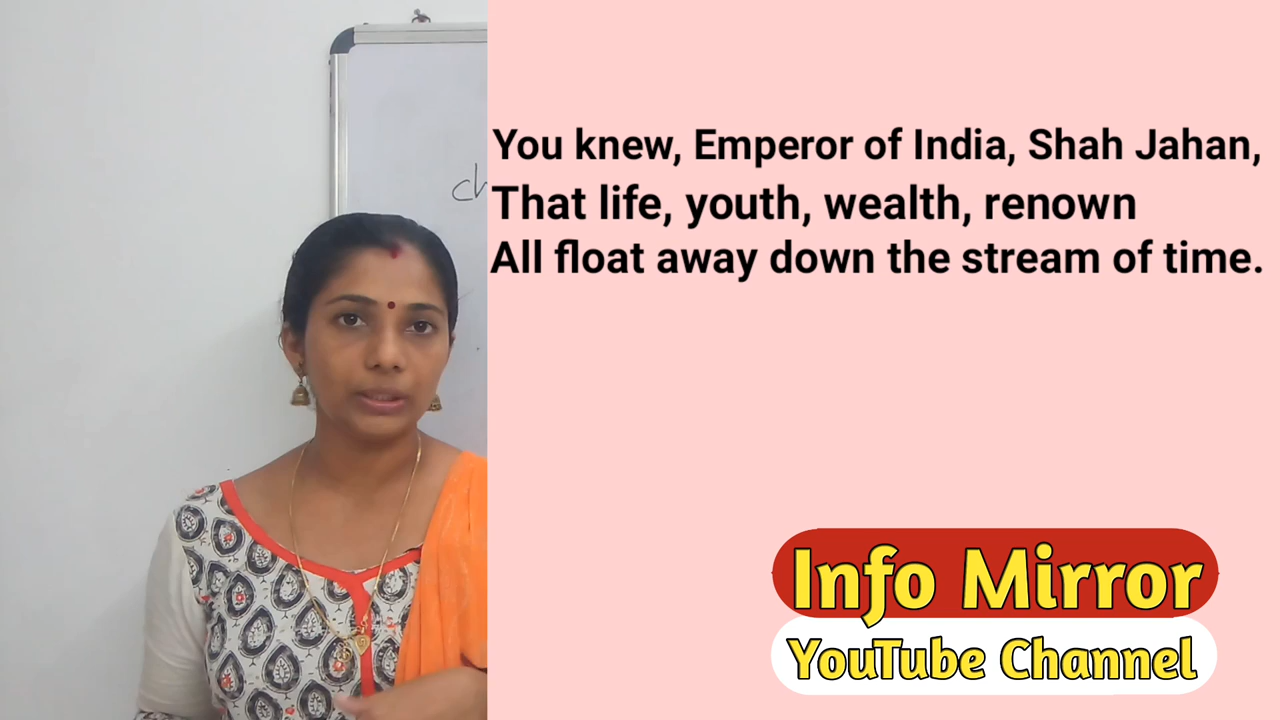 You knew, Emperor of India, Shah Jahan,
That life, youth, wealth, renown
All float away down the stream of time.
Info Mirror
YouTube Channel